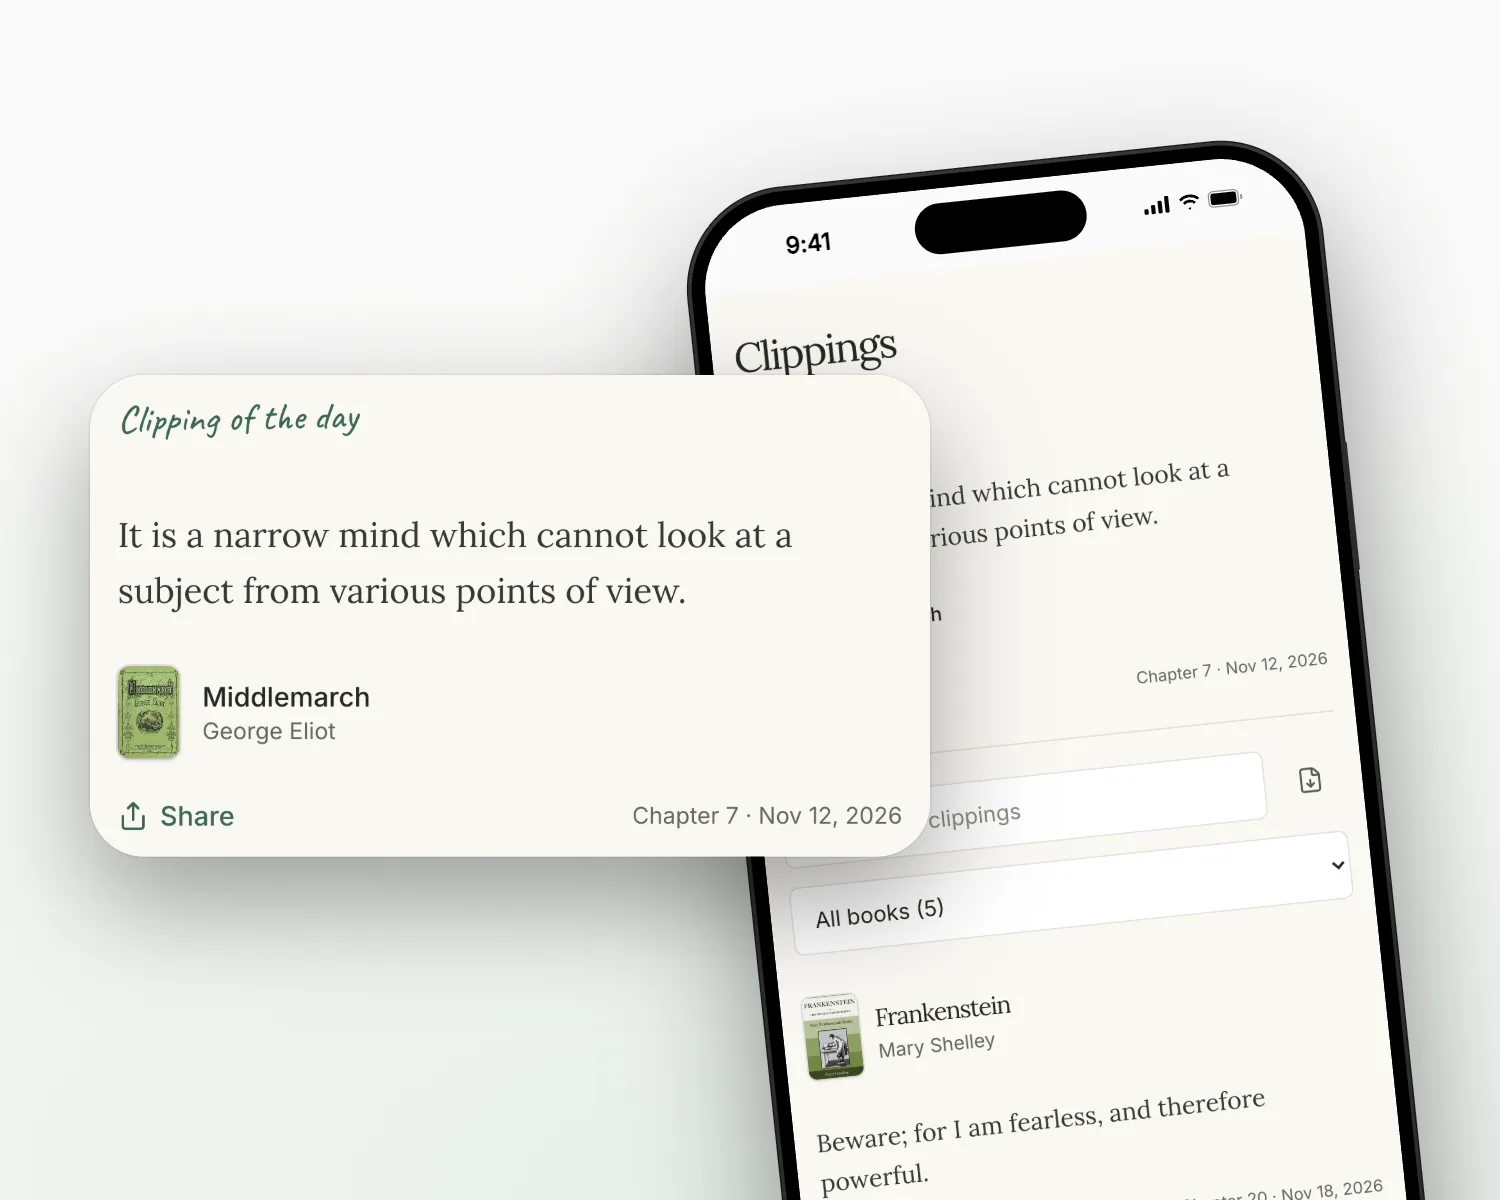 9:41
Clippings
Clipping of the day
It is a narrow mind which cannot look at a
subject from various points of view.
MIDDLEMARCH
Middlemarch
George Eliot
Share
Chapter 7 · Nov 12, 2026
which cannot look at a
points of view.
Chapter 7 · Nov 12, 2026
clippings
All books (5)
FRANKENSTEIN
Frankenstein
Mary Shelley
Beware; for I am fearless, and therefore
powerful.
20 · Nov 18, 2026